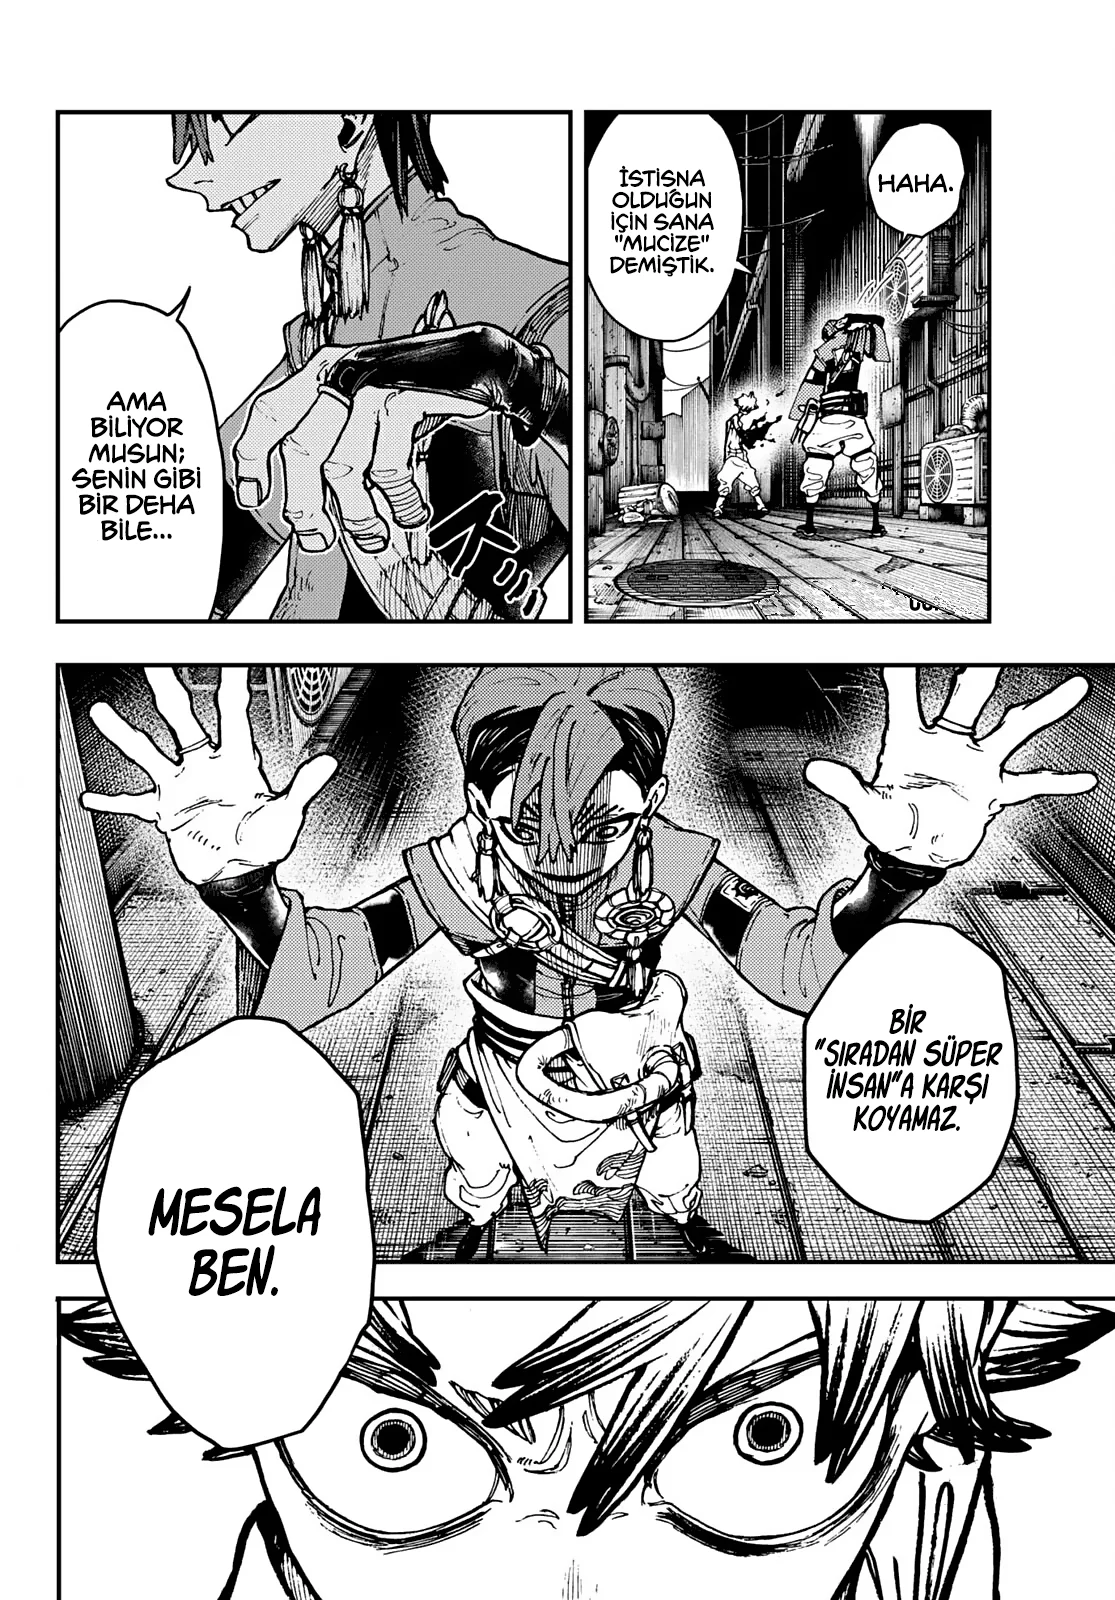 HAHA.
İSTİSNA
OLDUĞUN
İÇİN SANA
"MUCİZE"
DEMİŞTİK.
AMA
BİLİYOR
MUSUN;
SENİN GİBİ
BİR DEHA
BİLE...
BİR
"SIRADAN SÜPER
İNSAN"A KARŞI
KOYAMAZ.
MESELA
BEN.